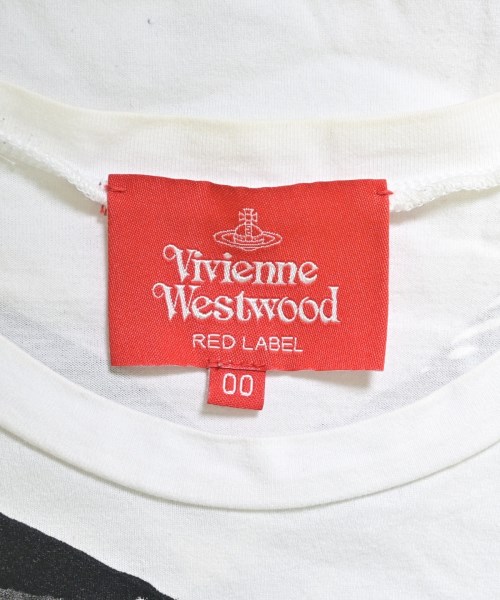 Vivienne
Westwood
RED LABEL
00